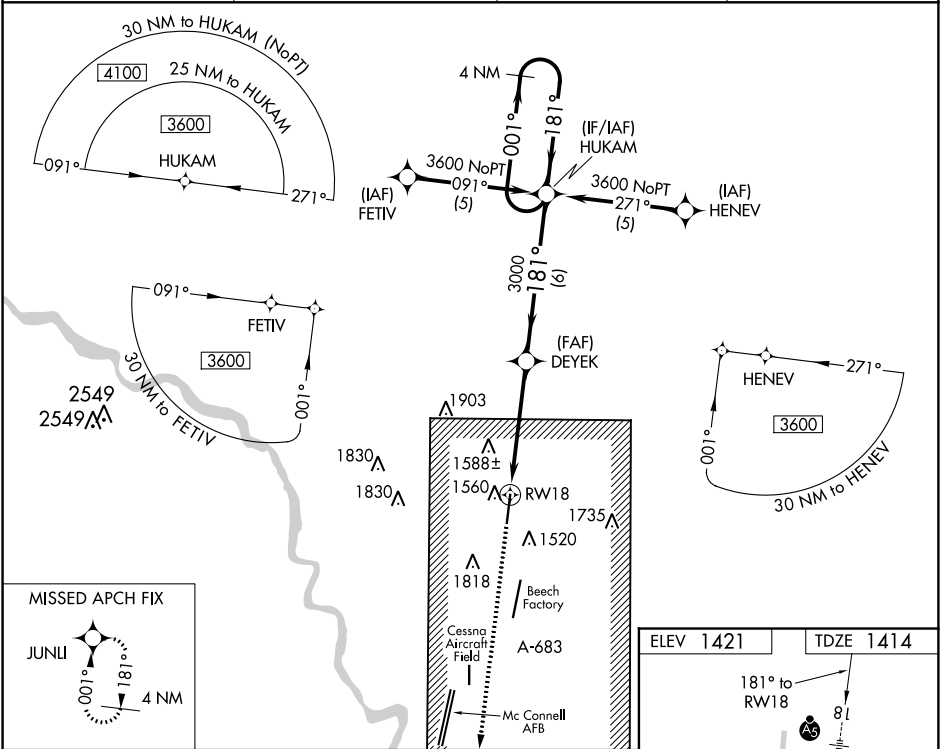 30 NM to HUKAM (NoPT)
4100
25 NM to HUKAM
3600
HUKAM
091°
271°
4 NM
001°
181°
(IF/IAF)
HUKAM
3600 NoPT
091°
(5)
(IAF)
FETIV
3600 NoPT
271°
(5)
(IAF)
HENEV
3000
181°
(6)
(FAF)
DEYEK
091°
FETIV
3600
001°
30 NM to FETIV
271°
HENEV
3600
001°
30 NM to HENEV
2549
2549
1903
1830
1830
1588±
1560
RW18
1735
1520
1818
Beech
Factory
Cessna
Aircraft
Field
A-683
Mc Connell
AFB
MISSED APCH FIX
JUNLI
001°
181°
4 NM
ELEV 1421
TDZE 1414
181° to
RW18
18
A5